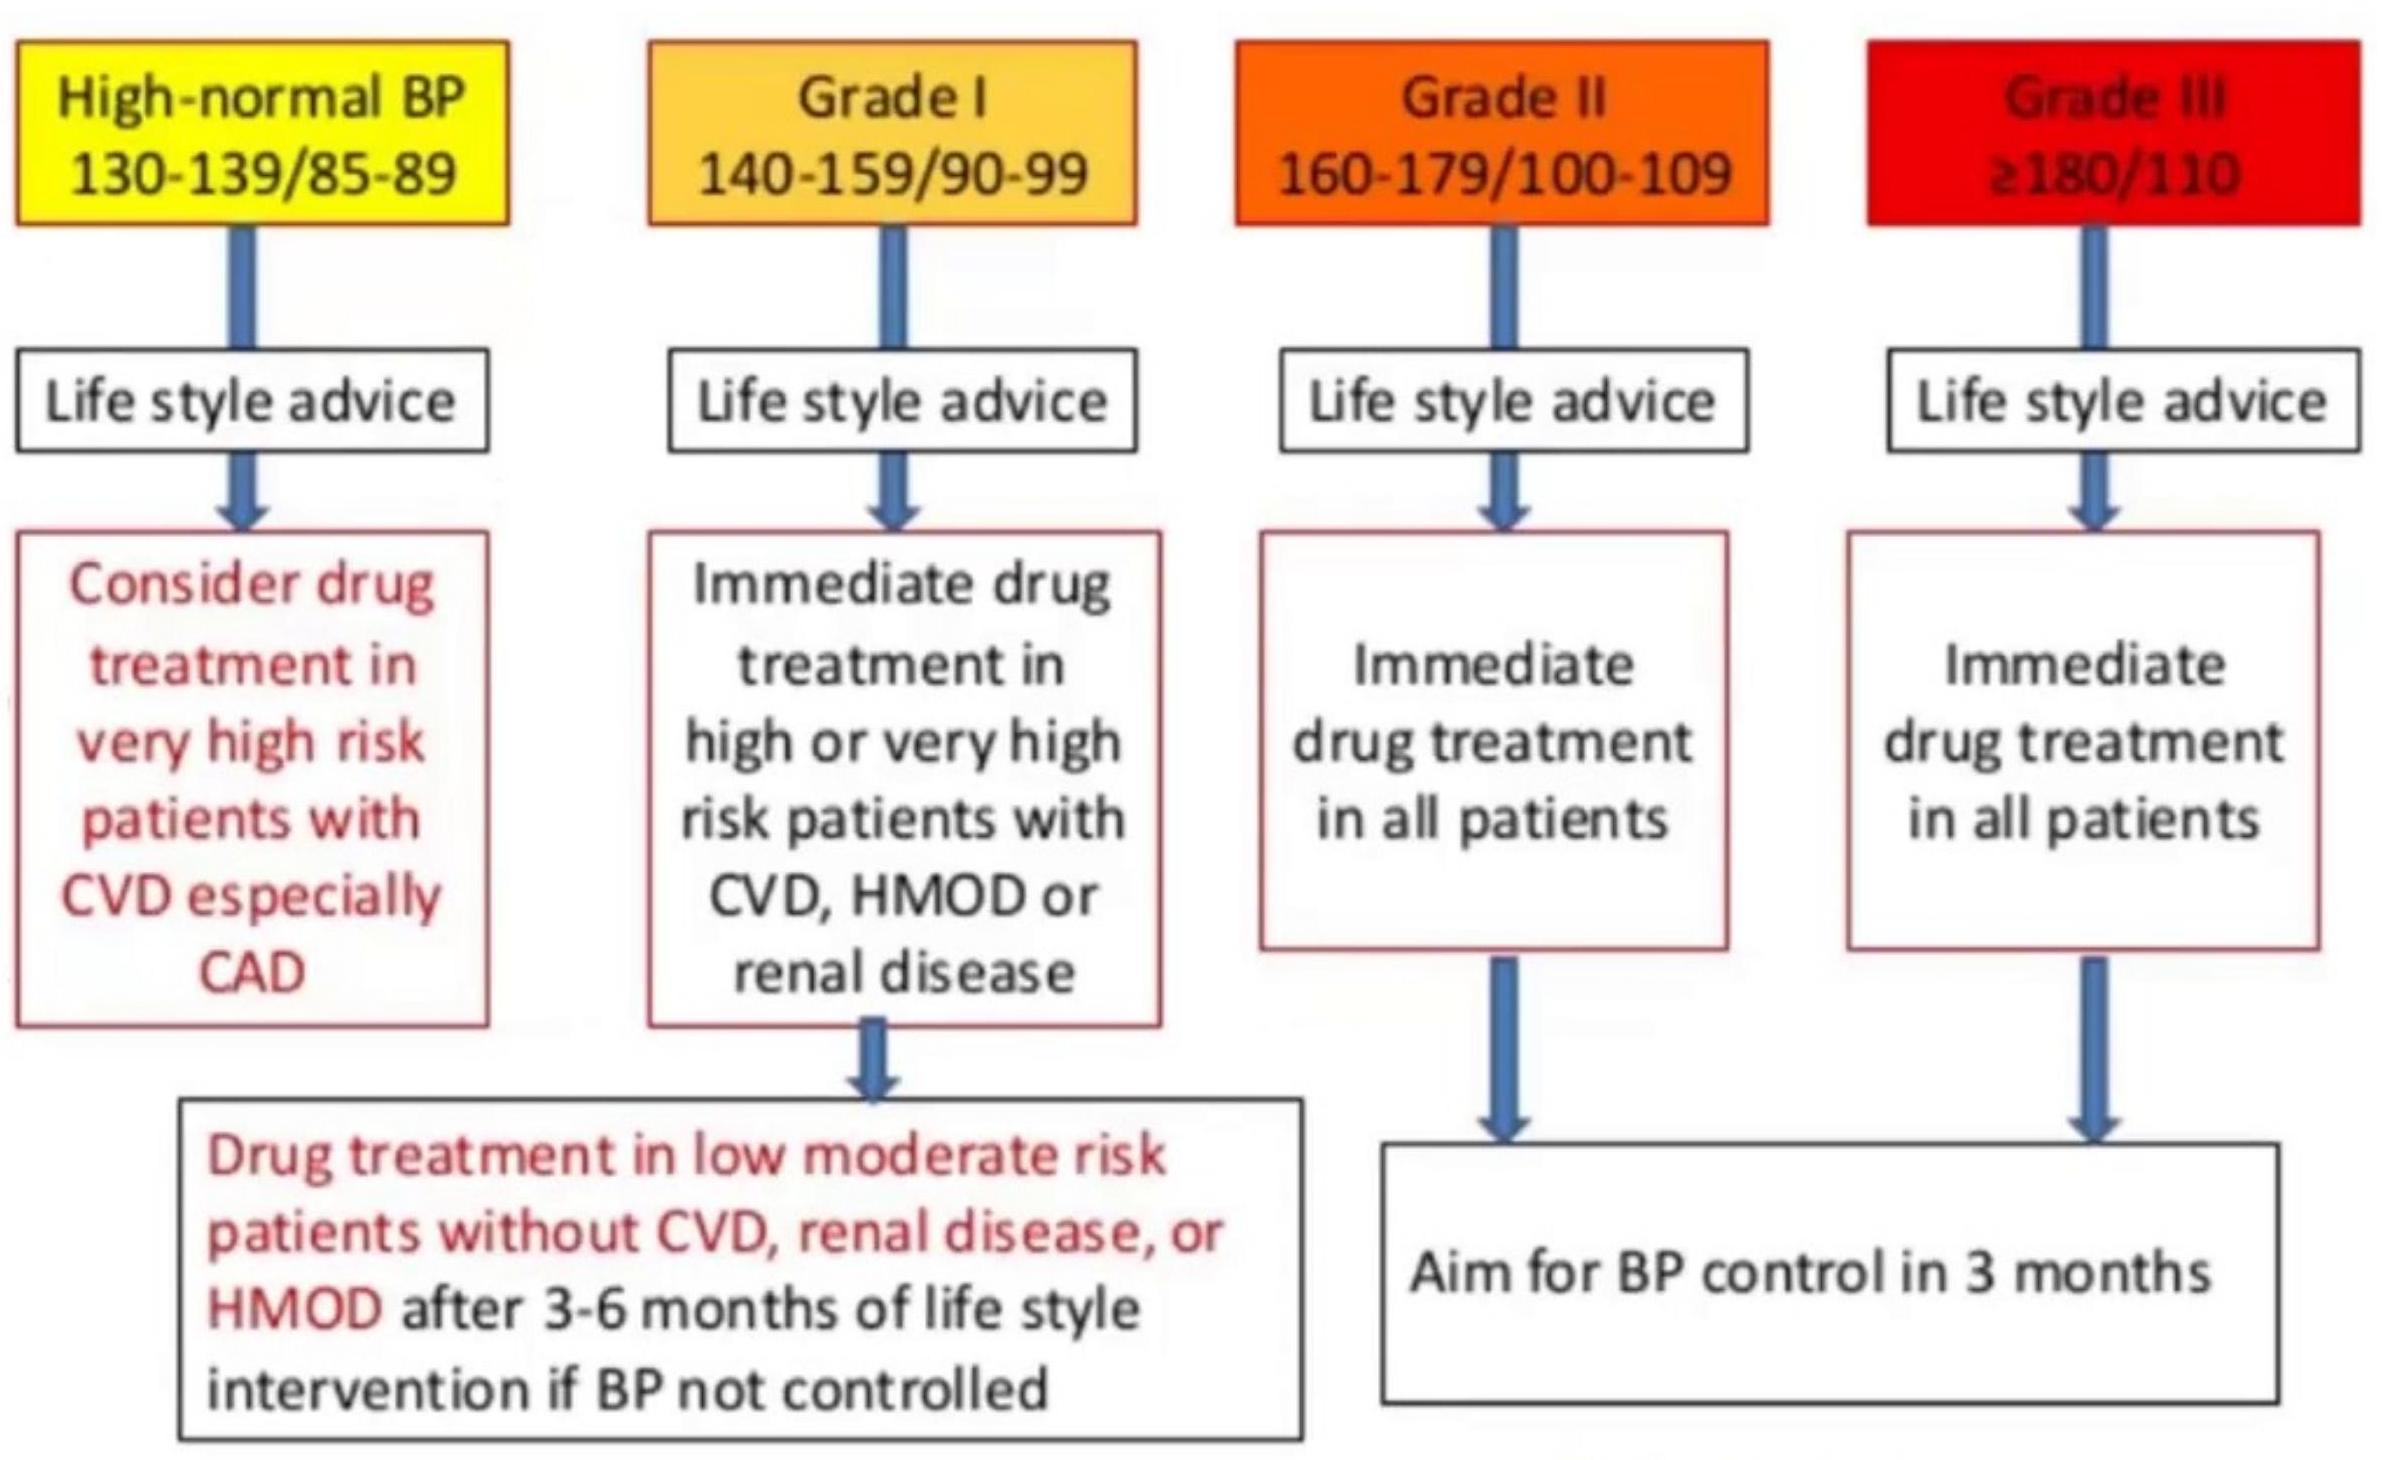 High-normal BP
130-139/85-89
Grade I
140-159/90-99
Grade II
160-179/100-109
Grade III
≥180/110
Life style advice
Life style advice
Life style advice
Life style advice
Consider drug
treatment in
very high risk
patients with
CVD especially
CAD
Immediate drug
treatment in
high or very high
risk patients with
CVD, HMOD or
renal disease
Immediate
drug treatment
in all patients
Immediate
drug treatment
in all patients
Drug treatment in low moderate risk
patients without CVD, renal disease, or
HMOD after 3-6 months of life style
intervention if BP not controlled
Aim for BP control in 3 months